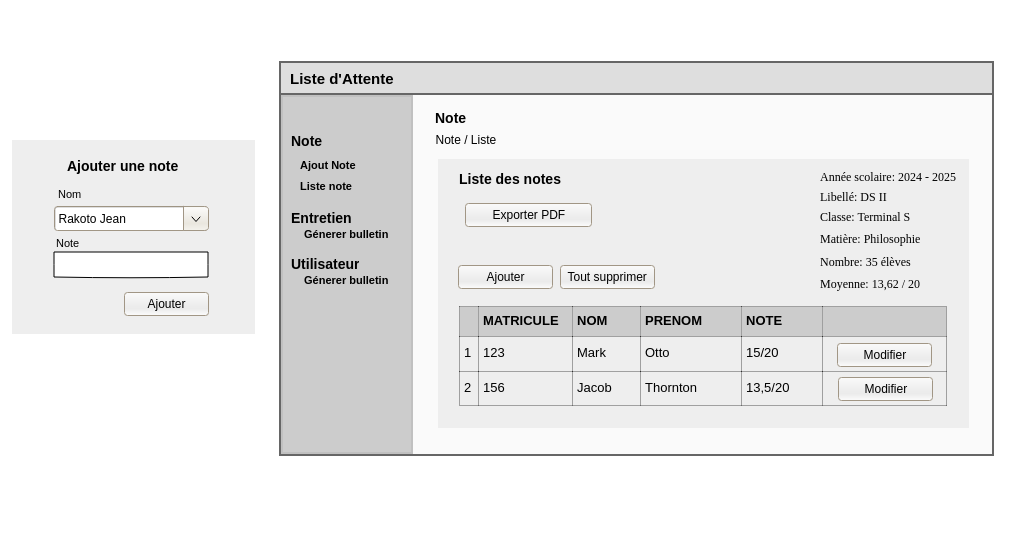 Ajouter une note
Nom
Rakoto Jean
Note
Ajouter
Liste d'Attente
Note
Ajout Note
Liste note
Entretien
Génerer bulletin
Utilisateur
Génerer bulletin
Note
Note / Liste
Liste des notes
Exporter PDF
Année scolaire: 2024 - 2025
Libellé: DS II
Classe: Terminal S
Matière: Philosophie
Nombre: 35 élèves
Moyenne: 13,62 / 20
Ajouter Tout supprimer
MATRICULE NOM PRENOM NOTE
1 123 Mark Otto 15/20 Modifier
2 156 Jacob Thornton 13,5/20 Modifier